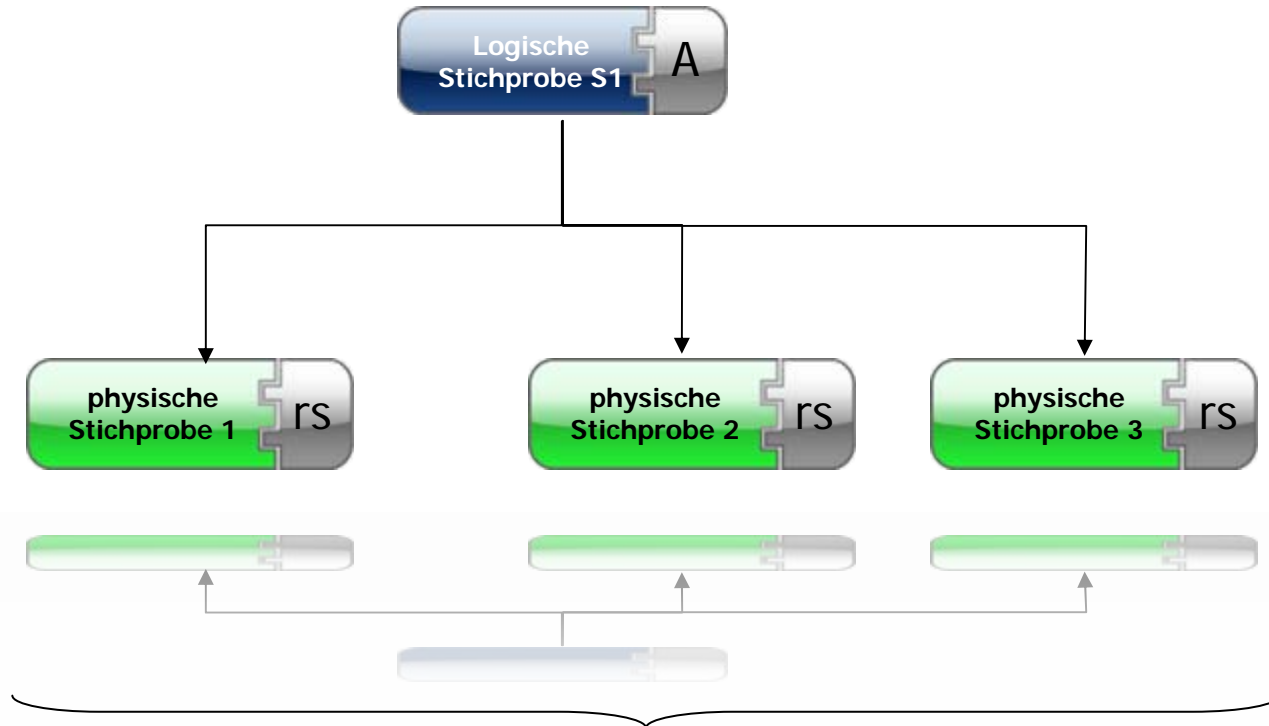 Logische
Stichprobe S1
A
physische
Stichprobe 1
rs
physische
Stichprobe 2
rs
physische
Stichprobe 3
rs